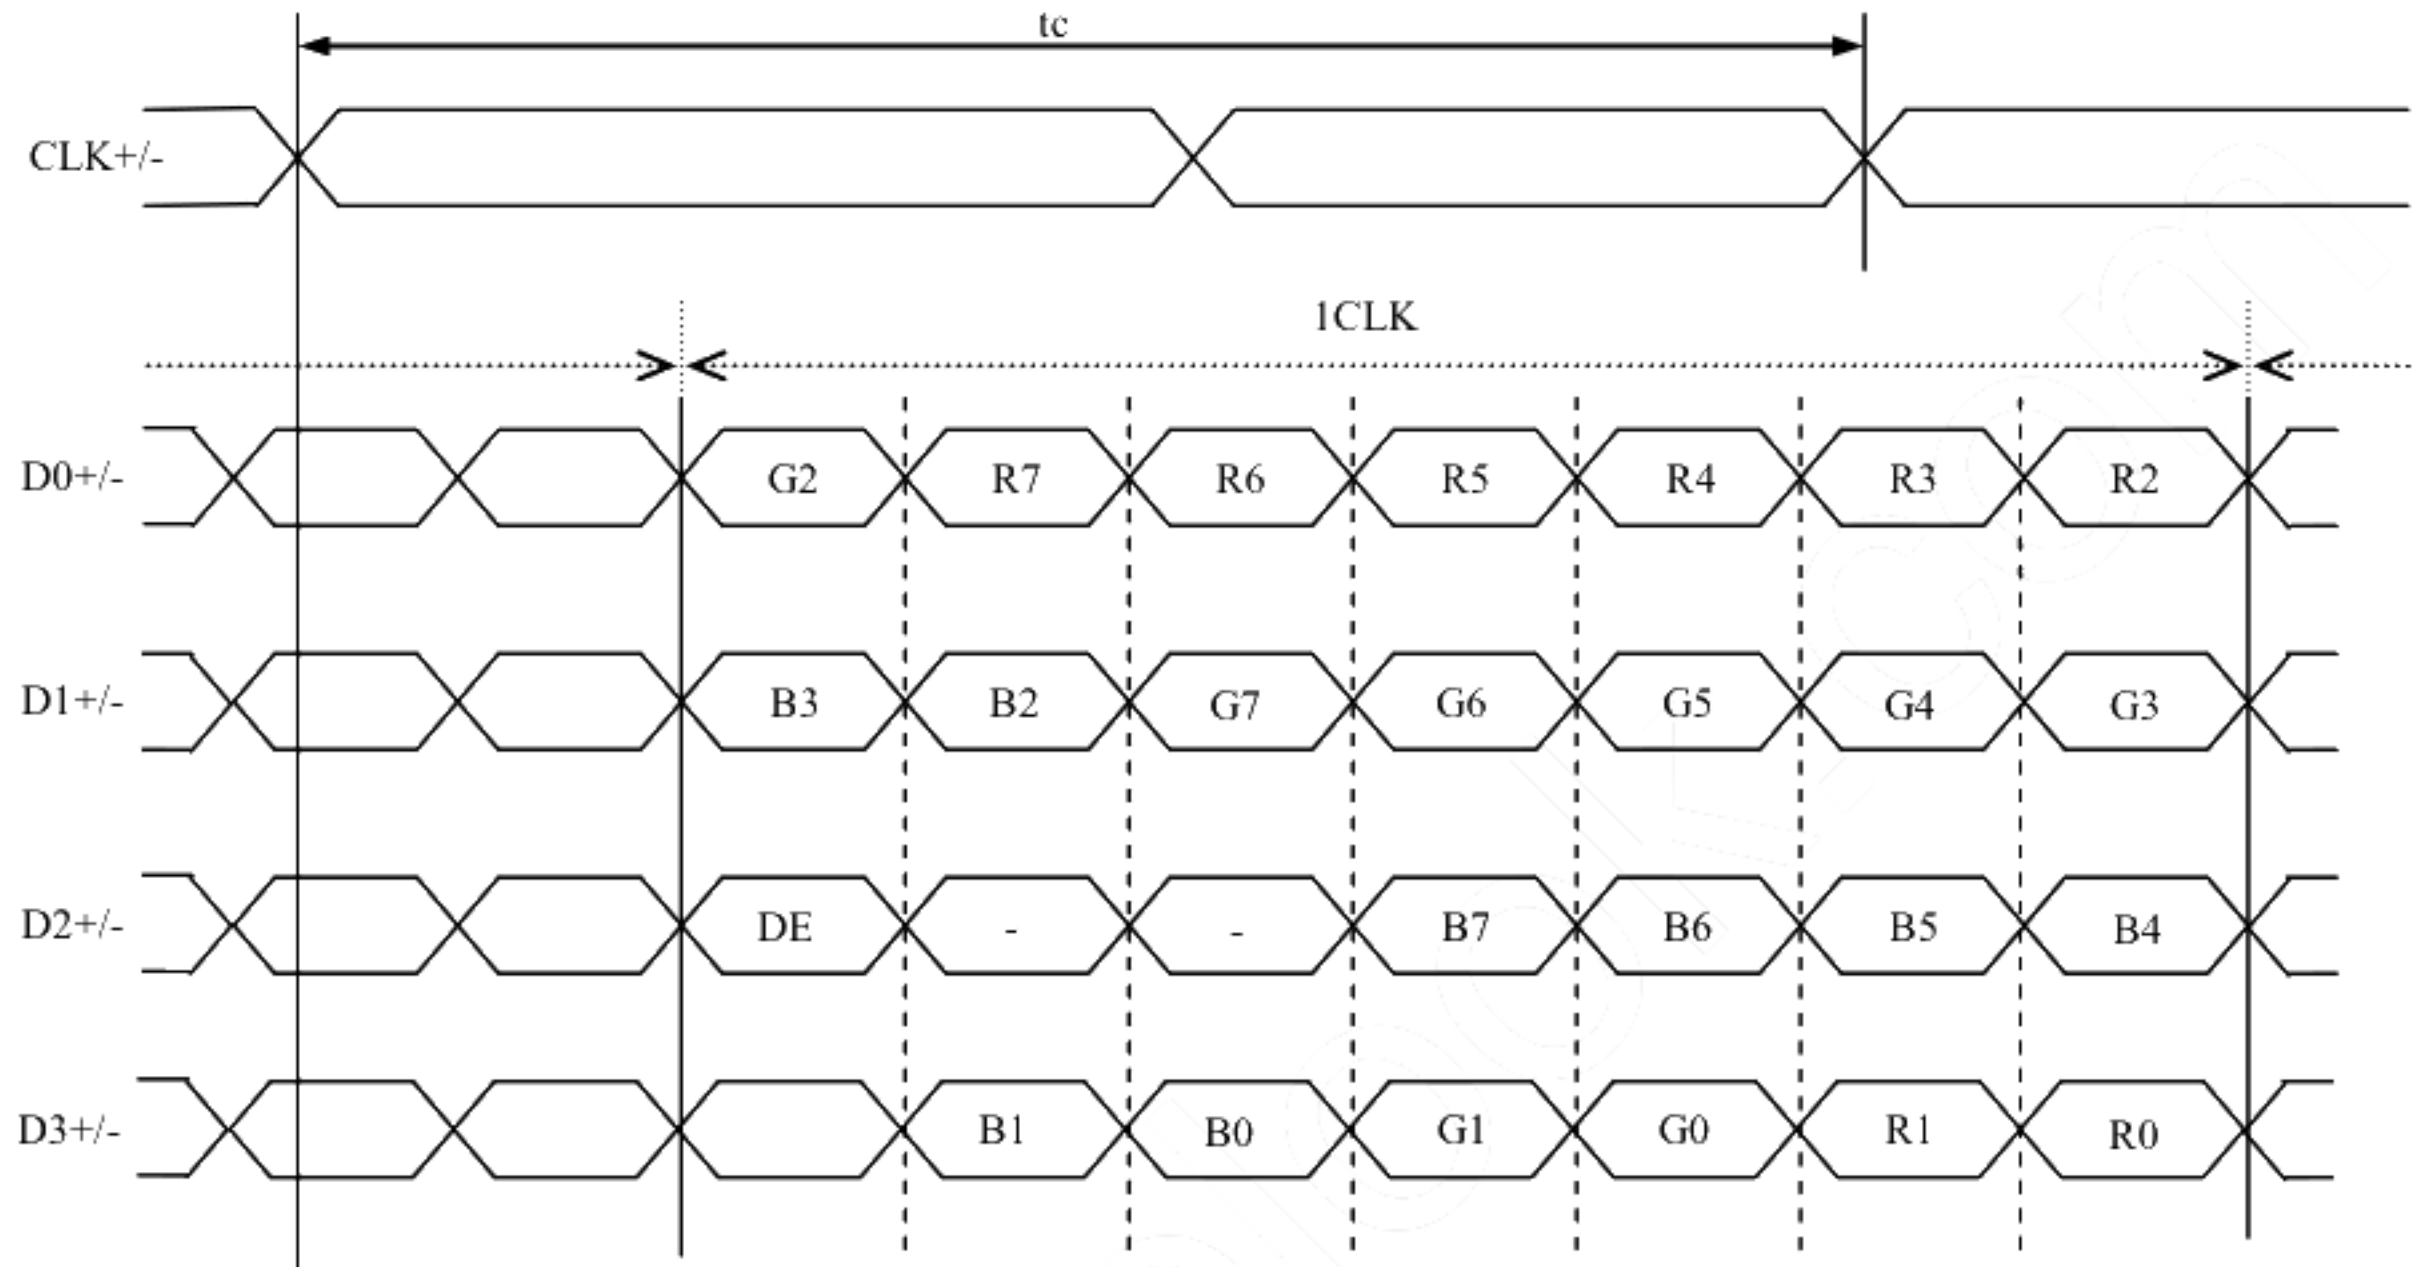 tc
CLK+/-
1CLK
D0+/- G2 R7 R6 R5 R4 R3 R2
D1+/- B3 B2 G7 G6 G5 G4 G3
D2+/- DE - - B7 B6 B5 B4
D3+/- B1 B0 G1 G0 R1 R0